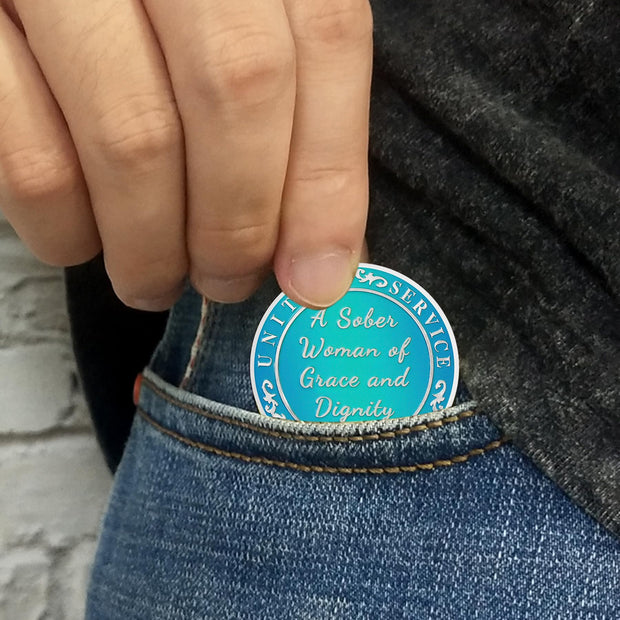 SERVICE
A Sober
Woman of
Grace and
Dignity